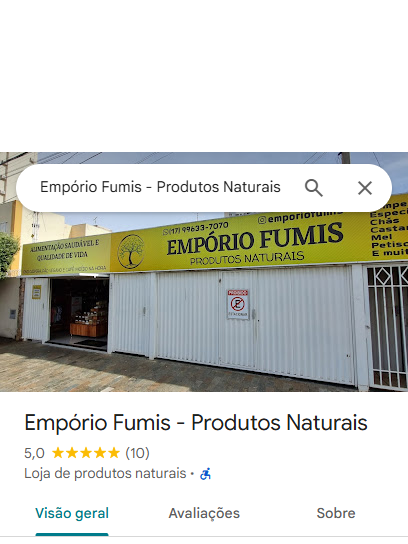 Empório Fumis - Produtos Naturais
ALIMENTAÇÃO SAUDÁVEL E
QUALIDADE DE VIDA
(17) 99633-7070
emporiofumis
EMPÓRIO FUMIS
PRODUTOS NATURAIS
Especi
Chás
Castan
Mel
Petisc
E mui
PROIBIDO
ESTACIONAR
Empório Fumis - Produtos Naturais
5,0 (10)
Loja de produtos naturais •
Visão geral
Avaliações
Sobre